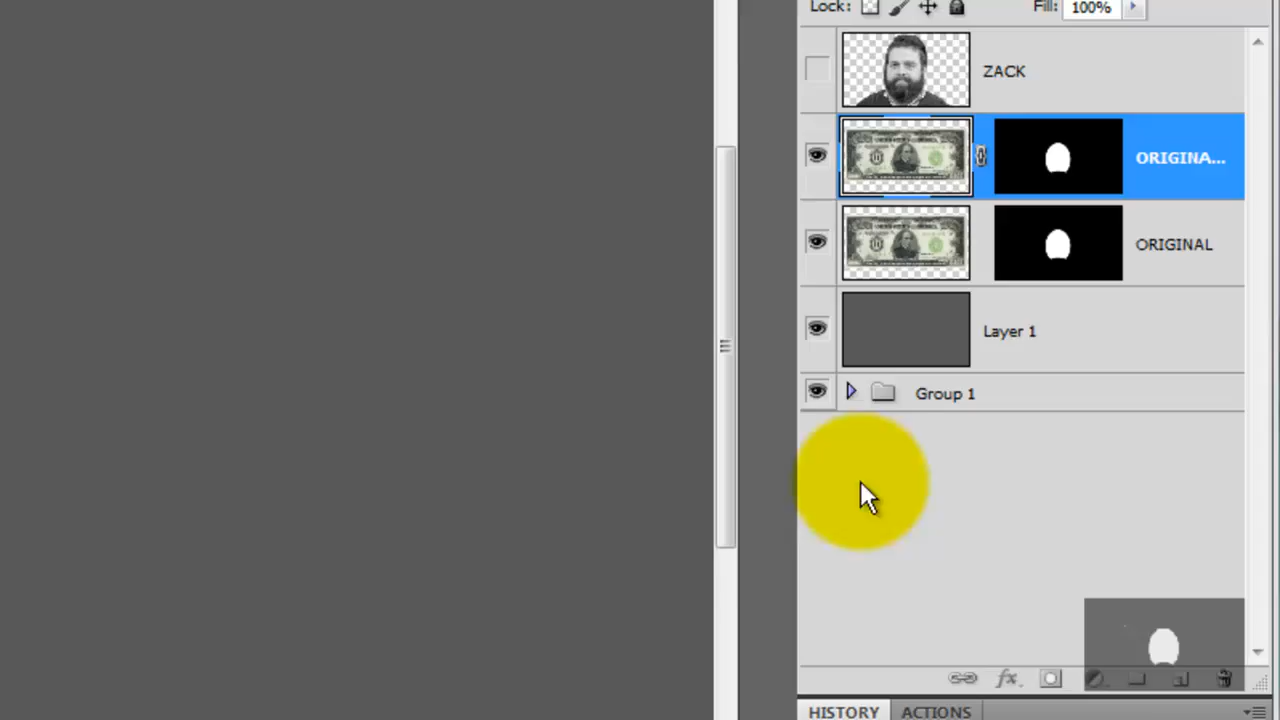 Lock: Fill: 100%
ZACK
ORIGINA...
ORIGINAL
Layer 1
Group 1
fx
HISTORY ACTIONS